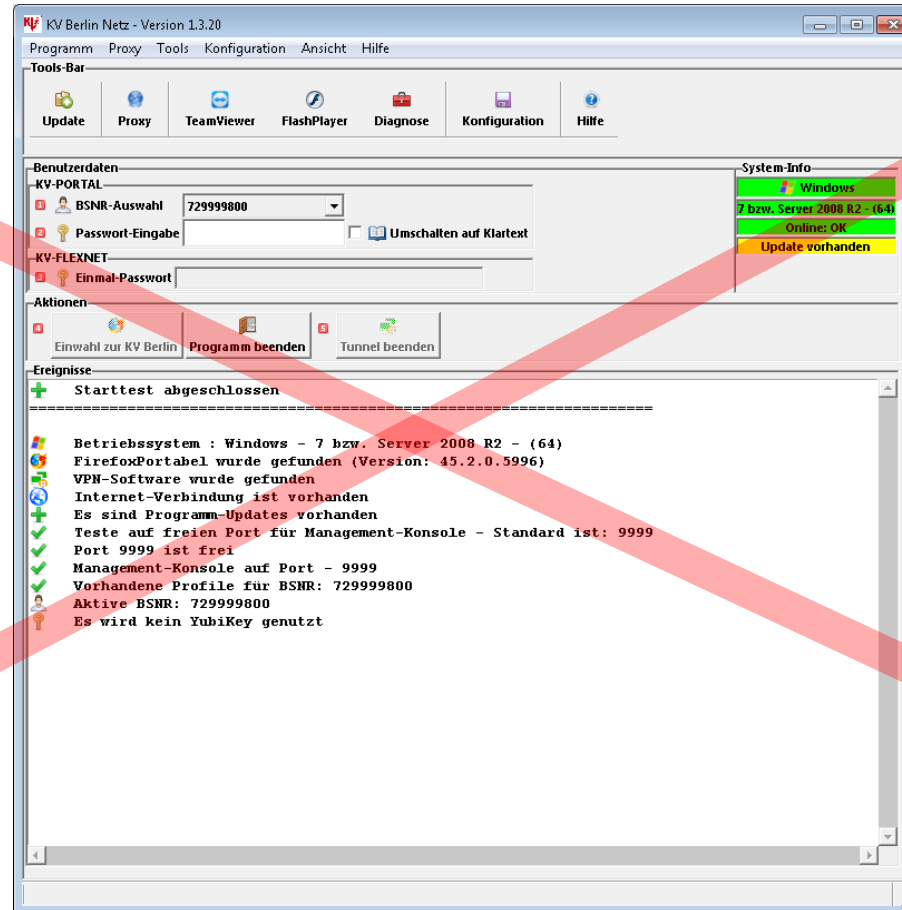 KV Berlin Netz - Version 1.3.20
Programm Proxy Tools Konfiguration Ansicht Hilfe
Tools-Bar
Update Proxy TeamViewer FlashPlayer Diagnose Konfiguration Hilfe
Benutzerdaten
KV-PORTAL
1 BSNR-Auswahl 729999800
2 Passwort-Eingabe Umschalten auf Klartext
KV-FLEXNET
3 Einmal-Passwort
System-Info
Windows
7 bzw. Server 2008 R2 - (64)
Online: OK
Update vorhanden
Aktionen
4 Einwahl zur KV Berlin Programm beenden 5 Tunnel beenden
Ereignisse
Starttest abgeschlossen
======================================================================
Betriebssystem : Windows - 7 bzw. Server 2008 R2 - (64)
FirefoxPortabel wurde gefunden (Version: 45.2.0.5996)
VPN-Software wurde gefunden
Internet-Verbindung ist vorhanden
Es sind Programm-Updates vorhanden
Teste auf freien Port für Management-Konsole - Standard ist: 9999
Port 9999 ist frei
Management-Konsole auf Port - 9999
Vorhandene Profile für BSNR: 729999800
Aktive BSNR: 729999800
Es wird kein YubiKey genutzt